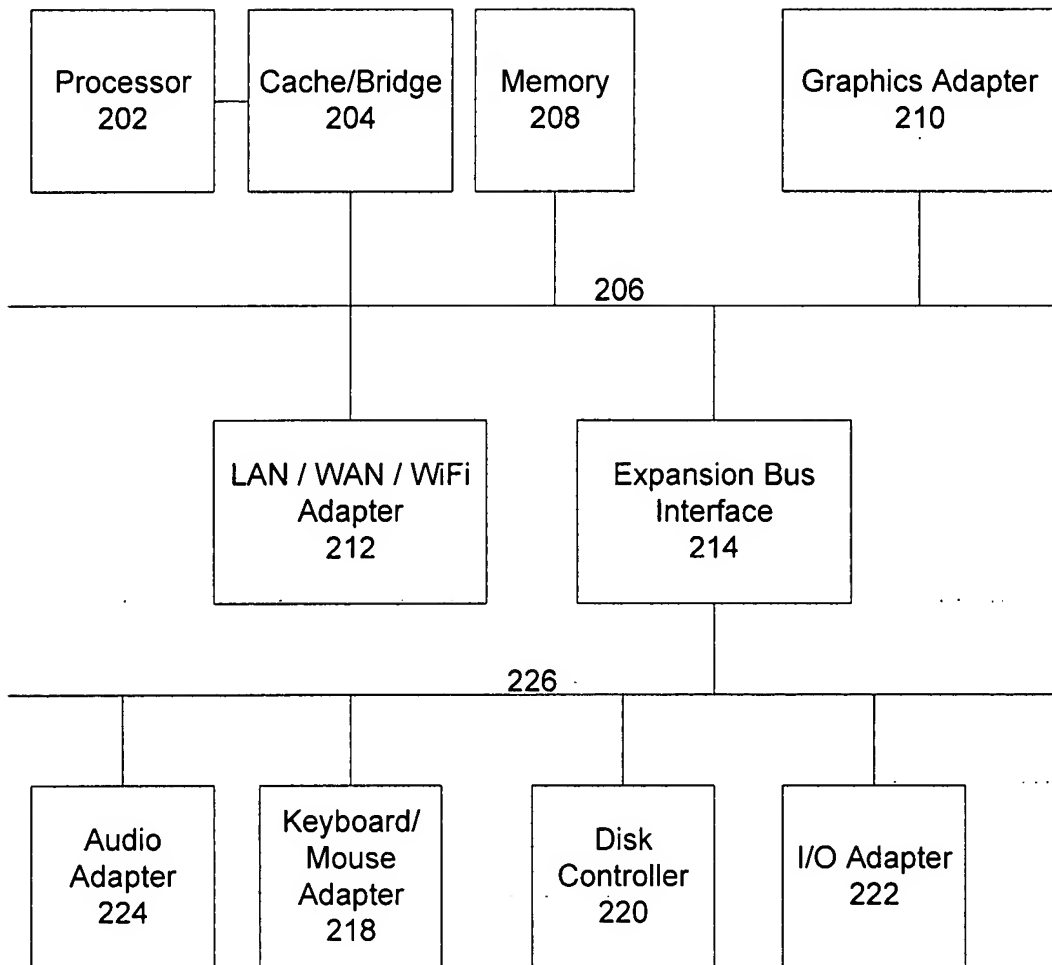 Processor
202
Cache/Bridge
204
Memory
208
Graphics Adapter
210
206
LAN / WAN / WiFi
Adapter
212
Expansion Bus
Interface
214
226
Audio
Adapter
224
Keyboard/
Mouse
Adapter
218
Disk
Controller
220
I/O Adapter
222